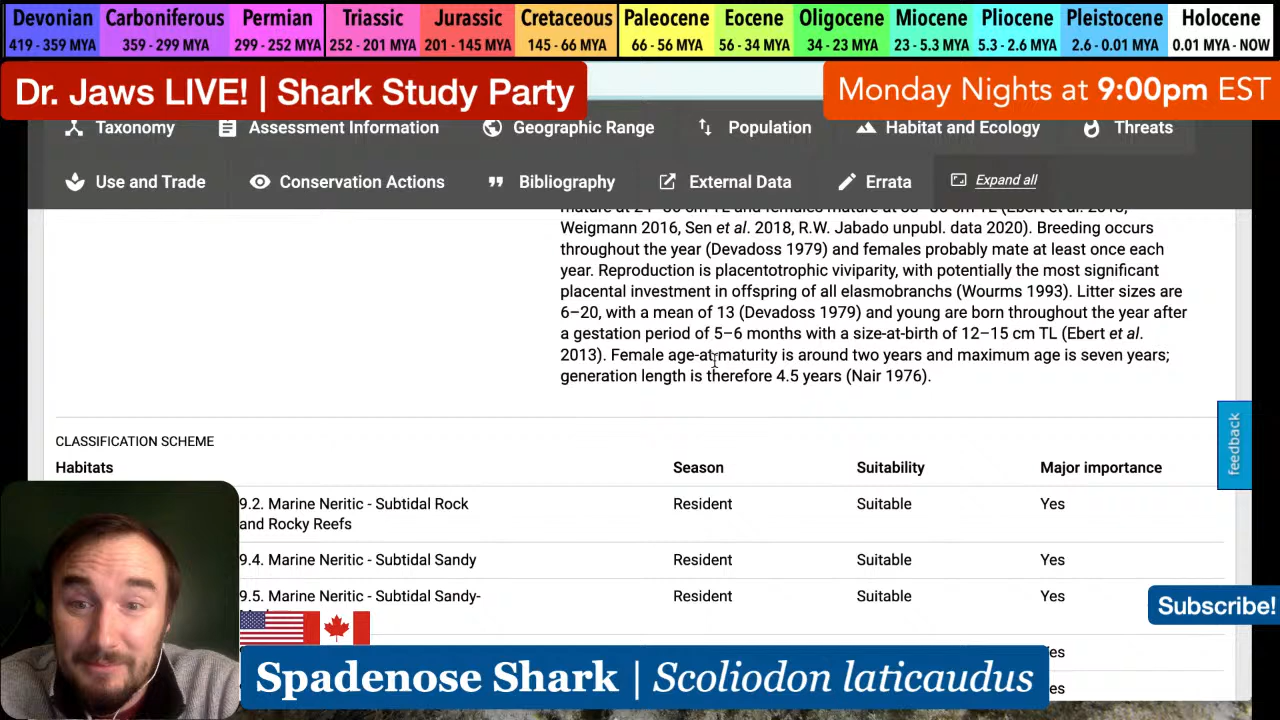 Devonian Carboniferous Permian Triassic Jurassic Cretaceous Paleocene Eocene Oligocene Miocene Pliocene Pleistocene Holocene
419 - 359 MYA 359 - 299 MYA 299 - 252 MYA 252 - 201 MYA 201 - 145 MYA 145 - 66 MYA 66 - 56 MYA 56 - 34 MYA 34 - 23 MYA 23 - 5.3 MYA 5.3 - 2.6 MYA 2.6 - 0.01 MYA 0.01 MYA - NOW
Dr. Jaws LIVE! | Shark Study Party
Monday Nights at 9:00pm EST
Taxonomy Assessment Information Geographic Range Population Habitat and Ecology Threats
Use and Trade Conservation Actions Bibliography External Data Errata Expand all
Weigmann 2016, Sen et al. 2018, R.W. Jabado unpubl. data 2020). Breeding occurs
throughout the year (Devadoss 1979) and females probably mate at least once each
year. Reproduction is placentotrophic viviparity, with potentially the most significant
placental investment in offspring of all elasmobranchs (Wourms 1993). Litter sizes are
6–20, with a mean of 13 (Devadoss 1979) and young are born throughout the year after
a gestation period of 5–6 months with a size-at-birth of 12–15 cm TL (Ebert et al.
2013). Female age-at-maturity is around two years and maximum age is seven years;
generation length is therefore 4.5 years (Nair 1976).
feedback
CLASSIFICATION SCHEME
Habitats Season Suitability Major importance
9.2. Marine Neritic - Subtidal Rock Resident Suitable Yes
and Rocky Reefs
9.4. Marine Neritic - Subtidal Sandy Resident Suitable Yes
9.5. Marine Neritic - Subtidal Sandy- Resident Suitable Yes
Subscribe!
Spadenose Shark | Scoliodon laticaudus